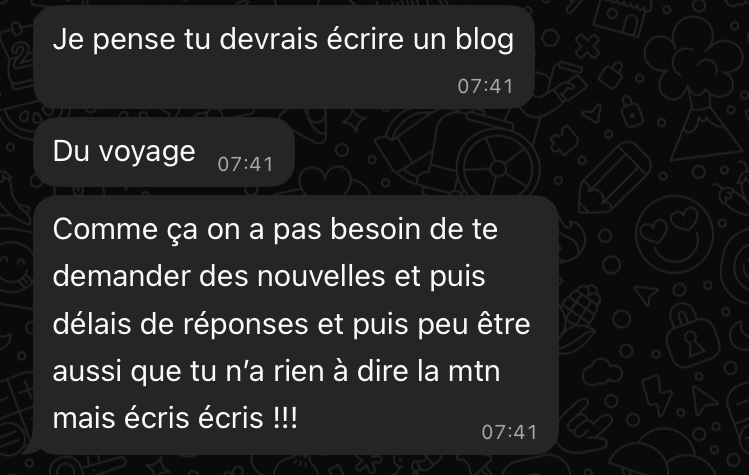 Je pense tu devrais écrire un blog
07:41
Du voyage 07:41
Comme ça on a pas besoin de te
demander des nouvelles et puis
délais de réponses et puis peu être
aussi que tu n’a rien à dire la mtn
mais écris écris !!!
07:41